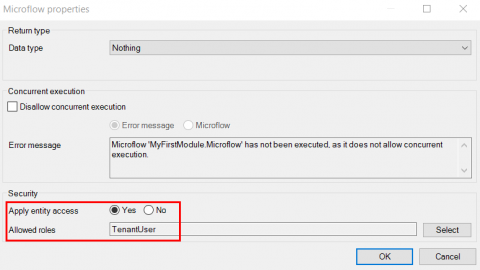 Microflow properties
Return type
Data type
Nothing
Concurrent execution
Disallow concurrent execution
Error message
Microflow
Error message
Microflow 'MyFirstModule.Microflow' has not been executed, as it does not allow concurrent
execution.
Security
Apply entity access
Yes
No
Allowed roles
TenantUser
Select
OK
Cancel